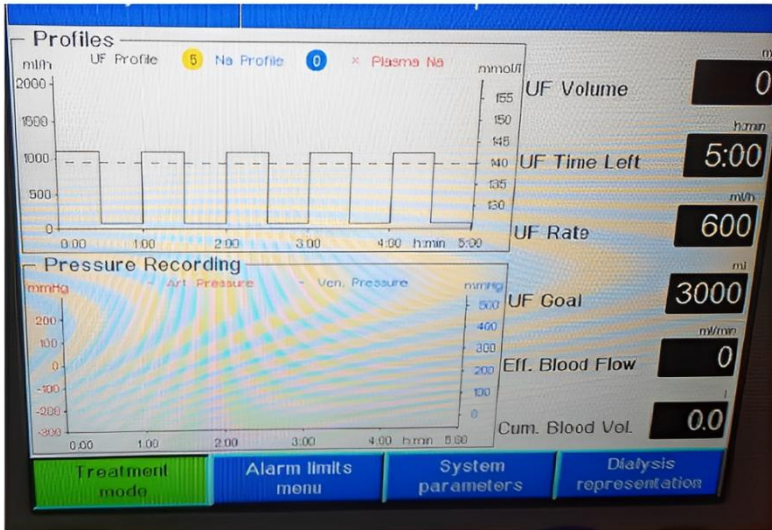 Profiles
ml/h UF Profile 5 Na Profile 0 × Plasma Na mmol/l
2000
1500
1000
500
0
155
150
145
140
135
130
0:00 1:00 2:00 3:00 4:00 h:min 5:00
Pressure Recording
mmHg - Art. Pressure - Ven. Pressure mmHg
200
100
0
-100
-200
-300
500
400
300
200
100
0
0:00 1:00 2:00 3:00 4:00 h:min 5:00
UF Volume 0
h:min
UF Time Left 5:00
ml/h
UF Rate 600
ml
UF Goal 3000
ml/min
Eff. Blood Flow 0
l
Cum. Blood Vol. 0.0
Treatment
mode
Alarm limits
menu
System
parameters
Dialysis
representation